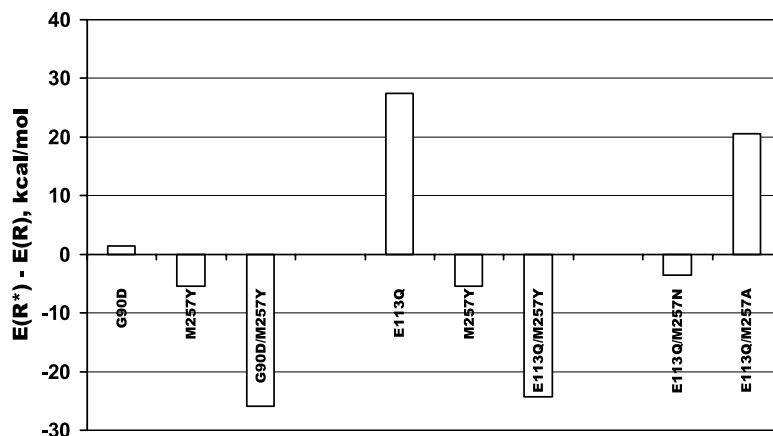 E(R*) - E(R), kcal/mol
40
30
20
10
0
-10
-20
-30
G90D
M257Y
G90D/M257Y
E113Q
M257Y
E113Q/M257Y
E113Q/M257N
E113Q/M257A